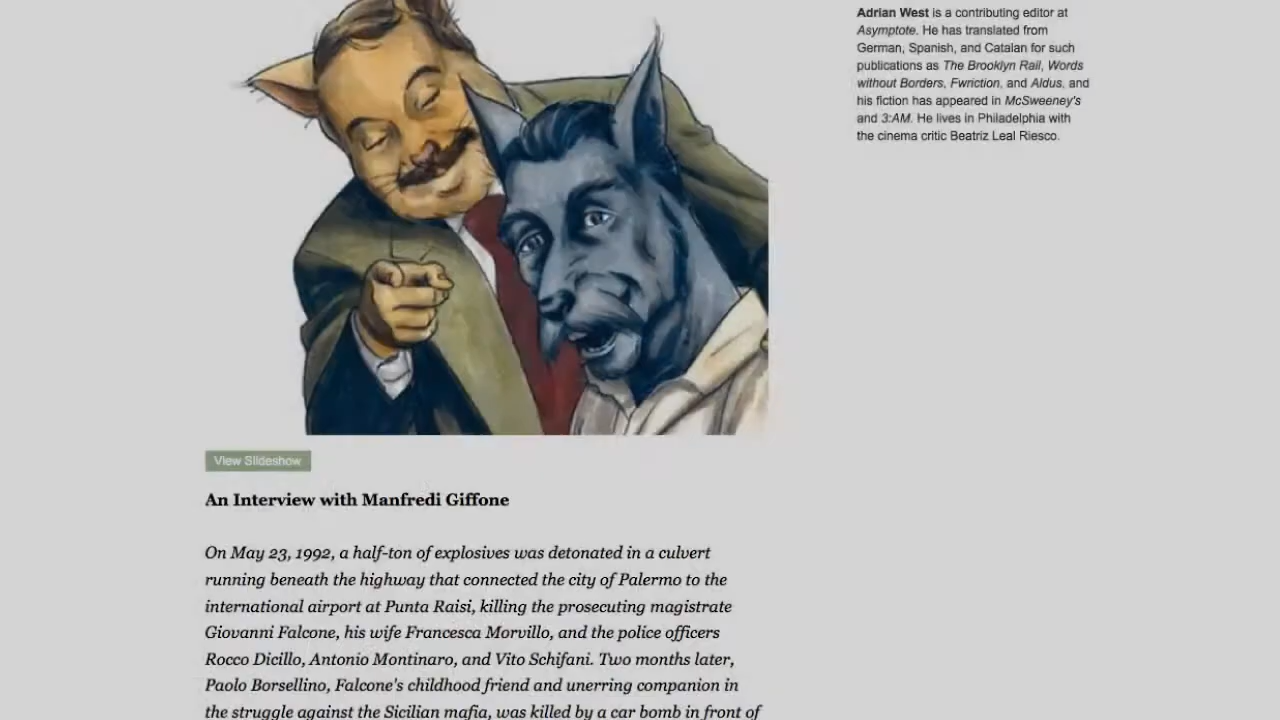 Adrian West is a contributing editor at
Asymptote. He has translated from
German, Spanish, and Catalan for such
publications as The Brooklyn Rail, Words
without Borders, Fwriction, and Aldus, and
his fiction has appeared in McSweeney's
and 3:AM. He lives in Philadelphia with
the cinema critic Beatriz Leal Riesco.
View Slideshow
An Interview with Manfredi Giffone
On May 23, 1992, a half-ton of explosives was detonated in a culvert
running beneath the highway that connected the city of Palermo to the
international airport at Punta Raisi, killing the prosecuting magistrate
Giovanni Falcone, his wife Francesca Morvillo, and the police officers
Rocco Dicillo, Antonio Montinaro, and Vito Schifani. Two months later,
Paolo Borsellino, Falcone's childhood friend and unerring companion in
the struggle against the Sicilian mafia, was killed by a car bomb in front of